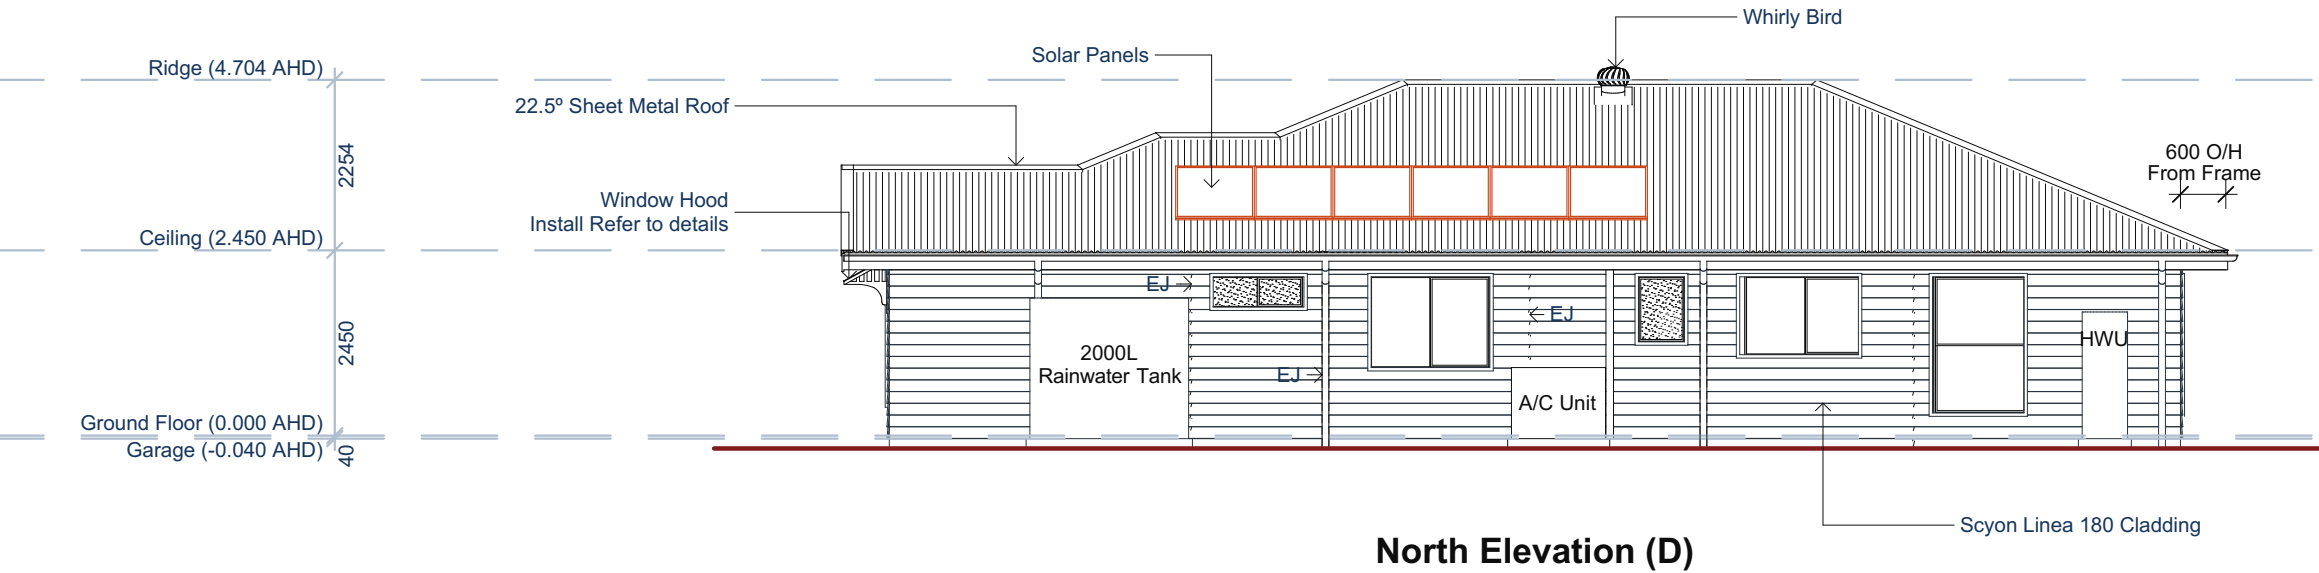 Whirly Bird
Solar Panels
Ridge (4.704 AHD)
22.5º Sheet Metal Roof
2254
600 O/H
From Frame
Window Hood
Install Refer to details
Ceiling (2.450 AHD)
EJ
EJ
2450
2000L
Rainwater Tank
HWU
EJ
A/C Unit
Ground Floor (0.000 AHD)
Garage (-0.040 AHD)
40
Scyon Linea 180 Cladding
North Elevation (D)